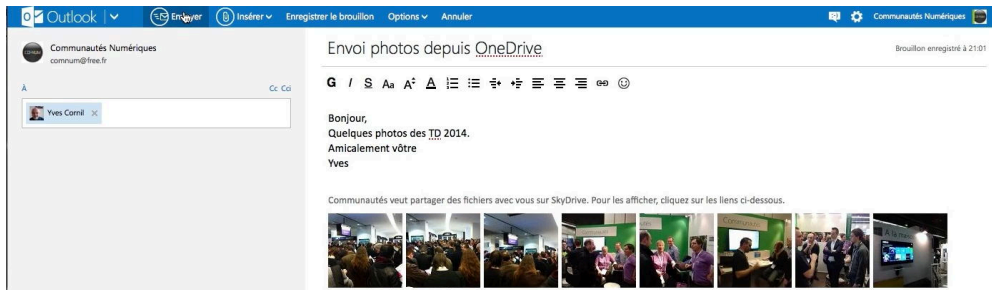 Outlook
Envoyer
Insérer
Enregistrer le brouillon
Options
Annuler
Communautés Numériques
Communautés Numériques
comnum@free.fr
À
Cc Cci
Yves Cornil
Envoi photos depuis OneDrive
Brouillon enregistré à 21:01
G I S Aa A A
Bonjour,
Quelques photos des TD 2014.
Amicalement vôtre
Yves
Communautés veut partager des fichiers avec vous sur SkyDrive. Pour les afficher, cliquez sur les liens ci-dessous.